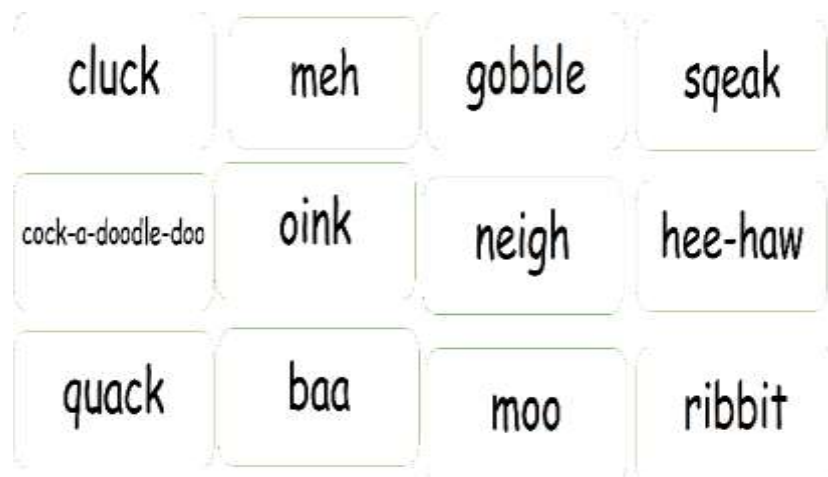 cluck
meh
gobble
sqeak
cock-a-doodle-doo
oink
neigh
hee-haw
quack
baa
moo
ribbit